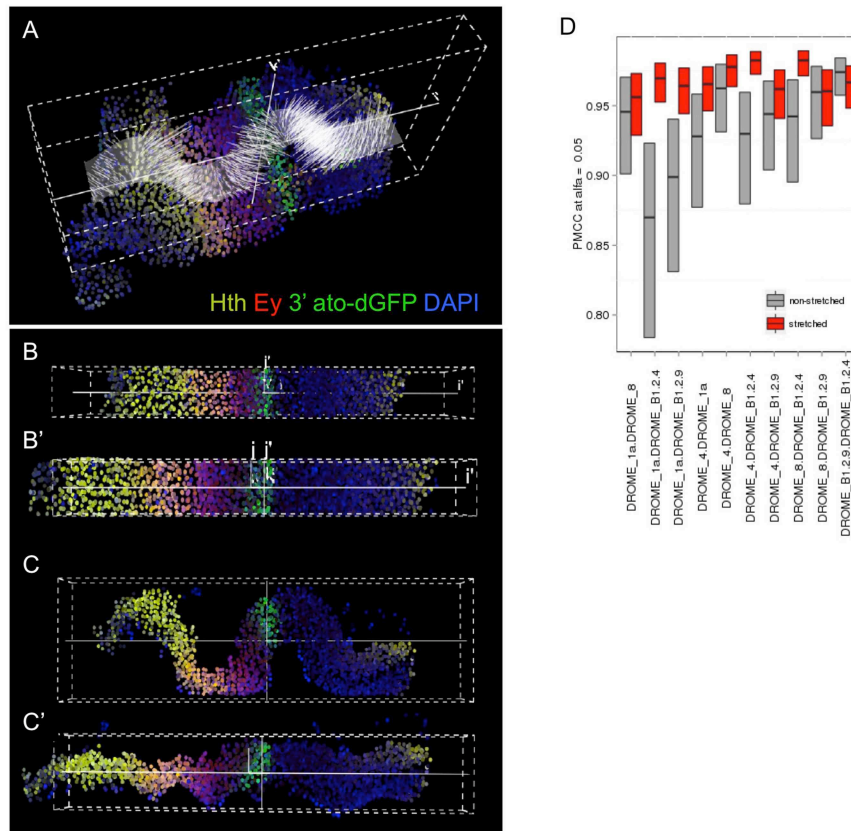 A
Hth Ey 3' ato-dGFP DAPI
B
j'
i'
B'
j j'
i'
C
C'
D
PMCC at alfa = 0.05
0.95
0.90
0.85
0.80
non-stretched
stretched
DROME_1a.DROME_8
DROME_1a.DROME_B1.2.4
DROME_1a.DROME_B1.2.9
DROME_4.DROME_1a
DROME_4.DROME_8
DROME_4.DROME_B1.2.4
DROME_4.DROME_B1.2.9
DROME_8.DROME_B1.2.4
DROME_8.DROME_B1.2.9
DROME_B1.2.9.DROME_B1.2.4